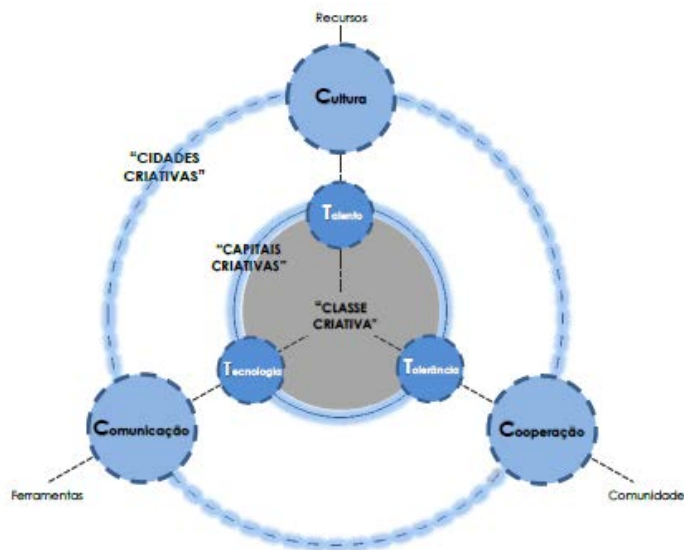 Recursos
Cultura
"CIDADES
CRIATIVAS"
Talento
"CAPITAIS
CRIATIVAS"
"CLASSE
CRIATIVA"
Tecnologia
Tolerância
Comunicação
Cooperação
Ferramentas
Comunidade